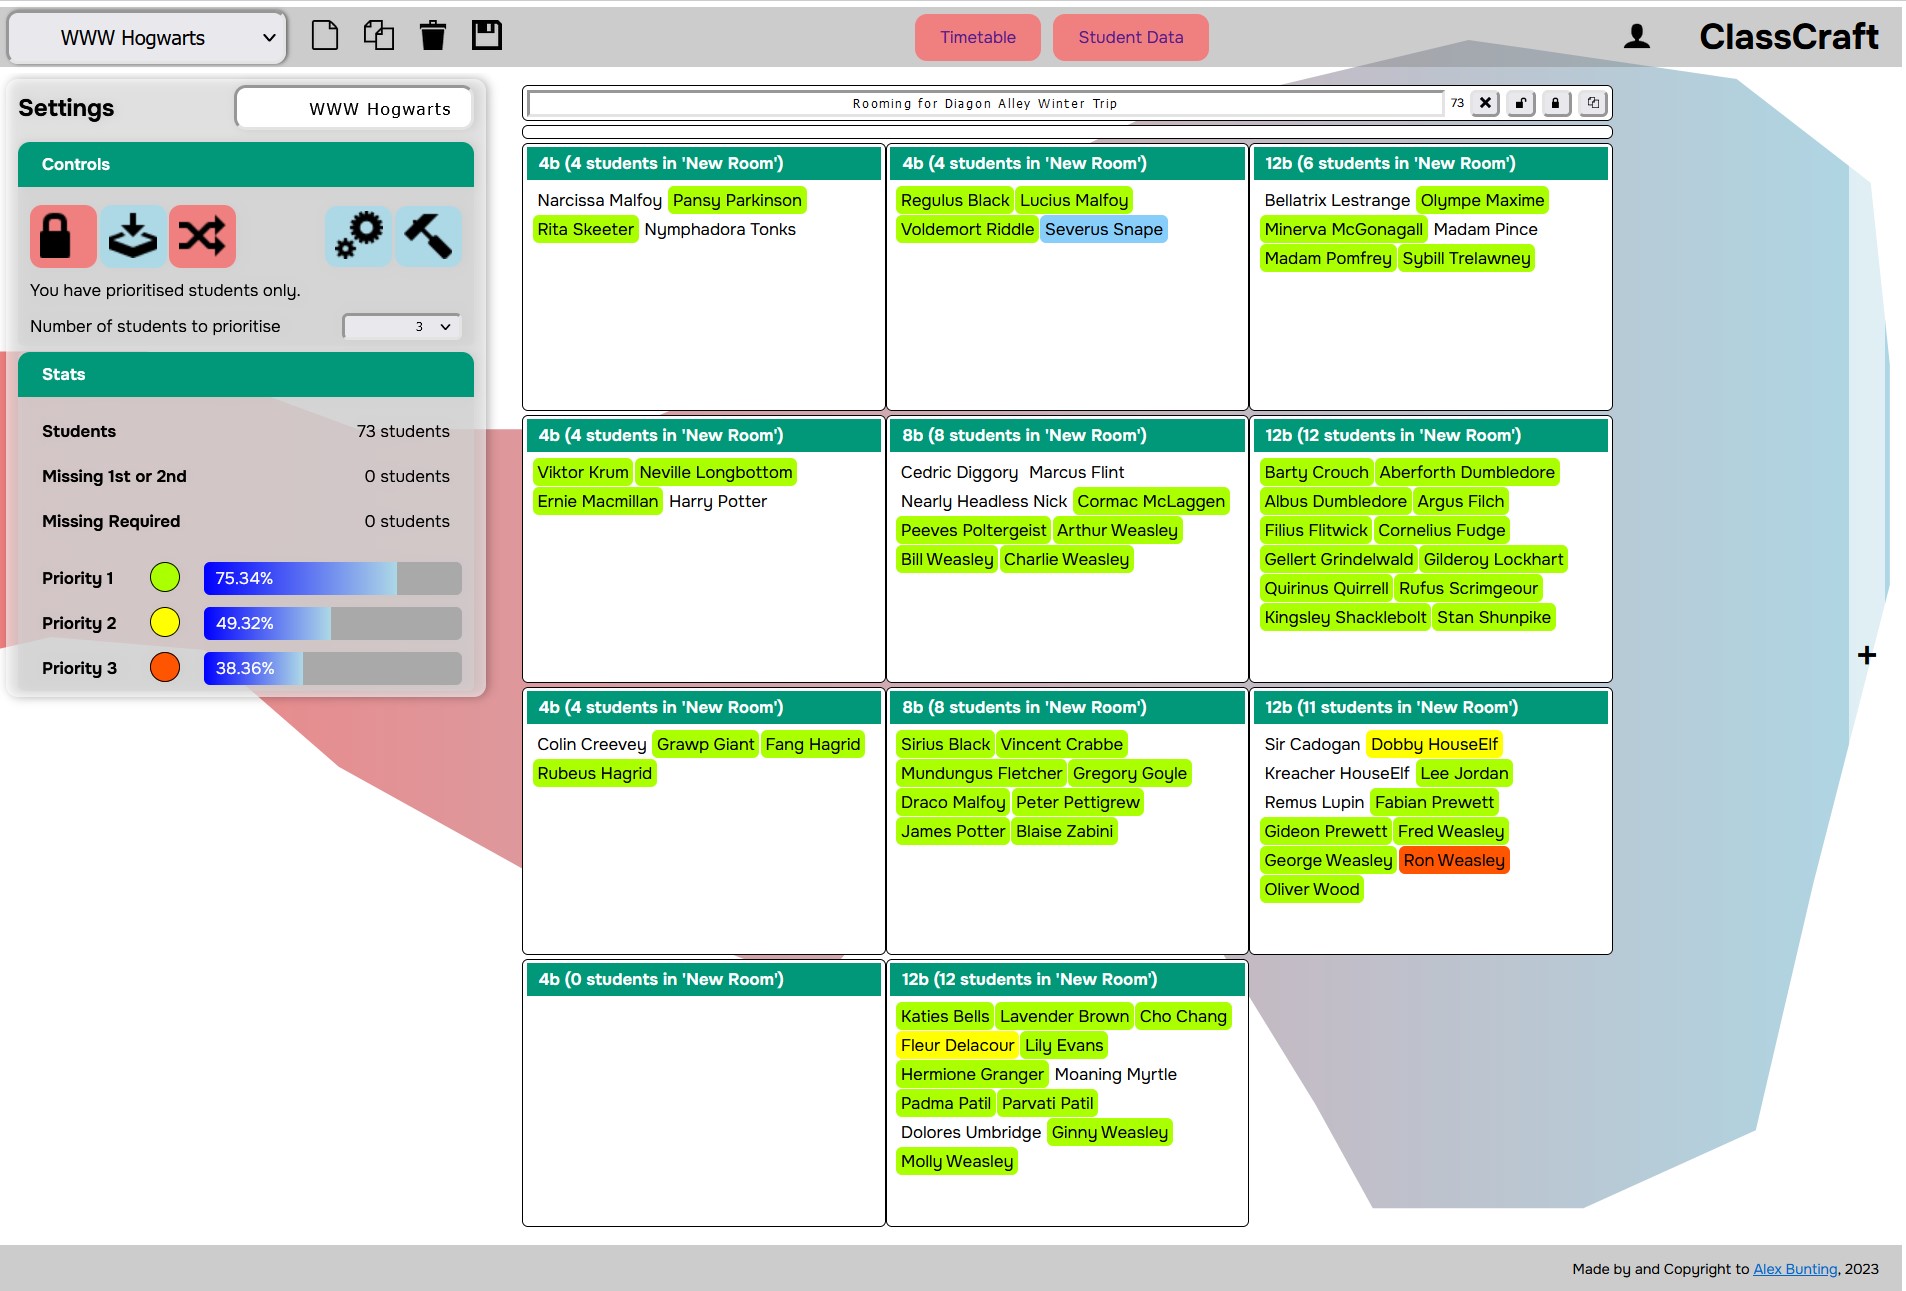 WWW Hogwarts
Timetable
Student Data
ClassCraft
Settings
WWW Hogwarts
Controls
You have prioritised students only.
Number of students to prioritise 3
Stats
Students 73 students
Missing 1st or 2nd 0 students
Missing Required 0 students
Priority 1 75.34%
Priority 2 49.32%
Priority 3 38.36%
Rooming for Diagon Alley Winter Trip 73
4b (4 students in 'New Room')
Narcissa Malfoy Pansy Parkinson
Rita Skeeter Nymphadora Tonks
4b (4 students in 'New Room')
Regulus Black Lucius Malfoy
Voldemort Riddle Severus Snape
12b (6 students in 'New Room')
Bellatrix Lestrange Olympe Maxime
Minerva McGonagall Madam Pince
Madam Pomfrey Sybill Trelawney
4b (4 students in 'New Room')
Viktor Krum Neville Longbottom
Ernie Macmillan Harry Potter
8b (8 students in 'New Room')
Cedric Diggory Marcus Flint
Nearly Headless Nick Cormac McLaggen
Peeves Poltergeist Arthur Weasley
Bill Weasley Charlie Weasley
12b (12 students in 'New Room')
Barty Crouch Aberforth Dumbledore
Albus Dumbledore Argus Filch
Filius Flitwick Cornelius Fudge
Gellert Grindelwald Gilderoy Lockhart
Quirinus Quirrell Rufus Scrimgeour
Kingsley Shacklebolt Stan Shunpike
4b (4 students in 'New Room')
Colin Creevey Grawp Giant Fang Hagrid
Rubeus Hagrid
8b (8 students in 'New Room')
Sirius Black Vincent Crabbe
Mundungus Fletcher Gregory Goyle
Draco Malfoy Peter Pettigrew
James Potter Blaise Zabini
12b (11 students in 'New Room')
Sir Cadogan Dobby HouseElf
Kreacher HouseElf Lee Jordan
Remus Lupin Fabian Prewett
Gideon Prewett Fred Weasley
George Weasley Ron Weasley
Oliver Wood
4b (0 students in 'New Room')
12b (12 students in 'New Room')
Katies Bells Lavender Brown Cho Chang
Fleur Delacour Lily Evans
Hermione Granger Moaning Myrtle
Padma Patil Parvati Patil
Dolores Umbridge Ginny Weasley
Molly Weasley
+
Made by and Copyright to Alex Bunting, 2023